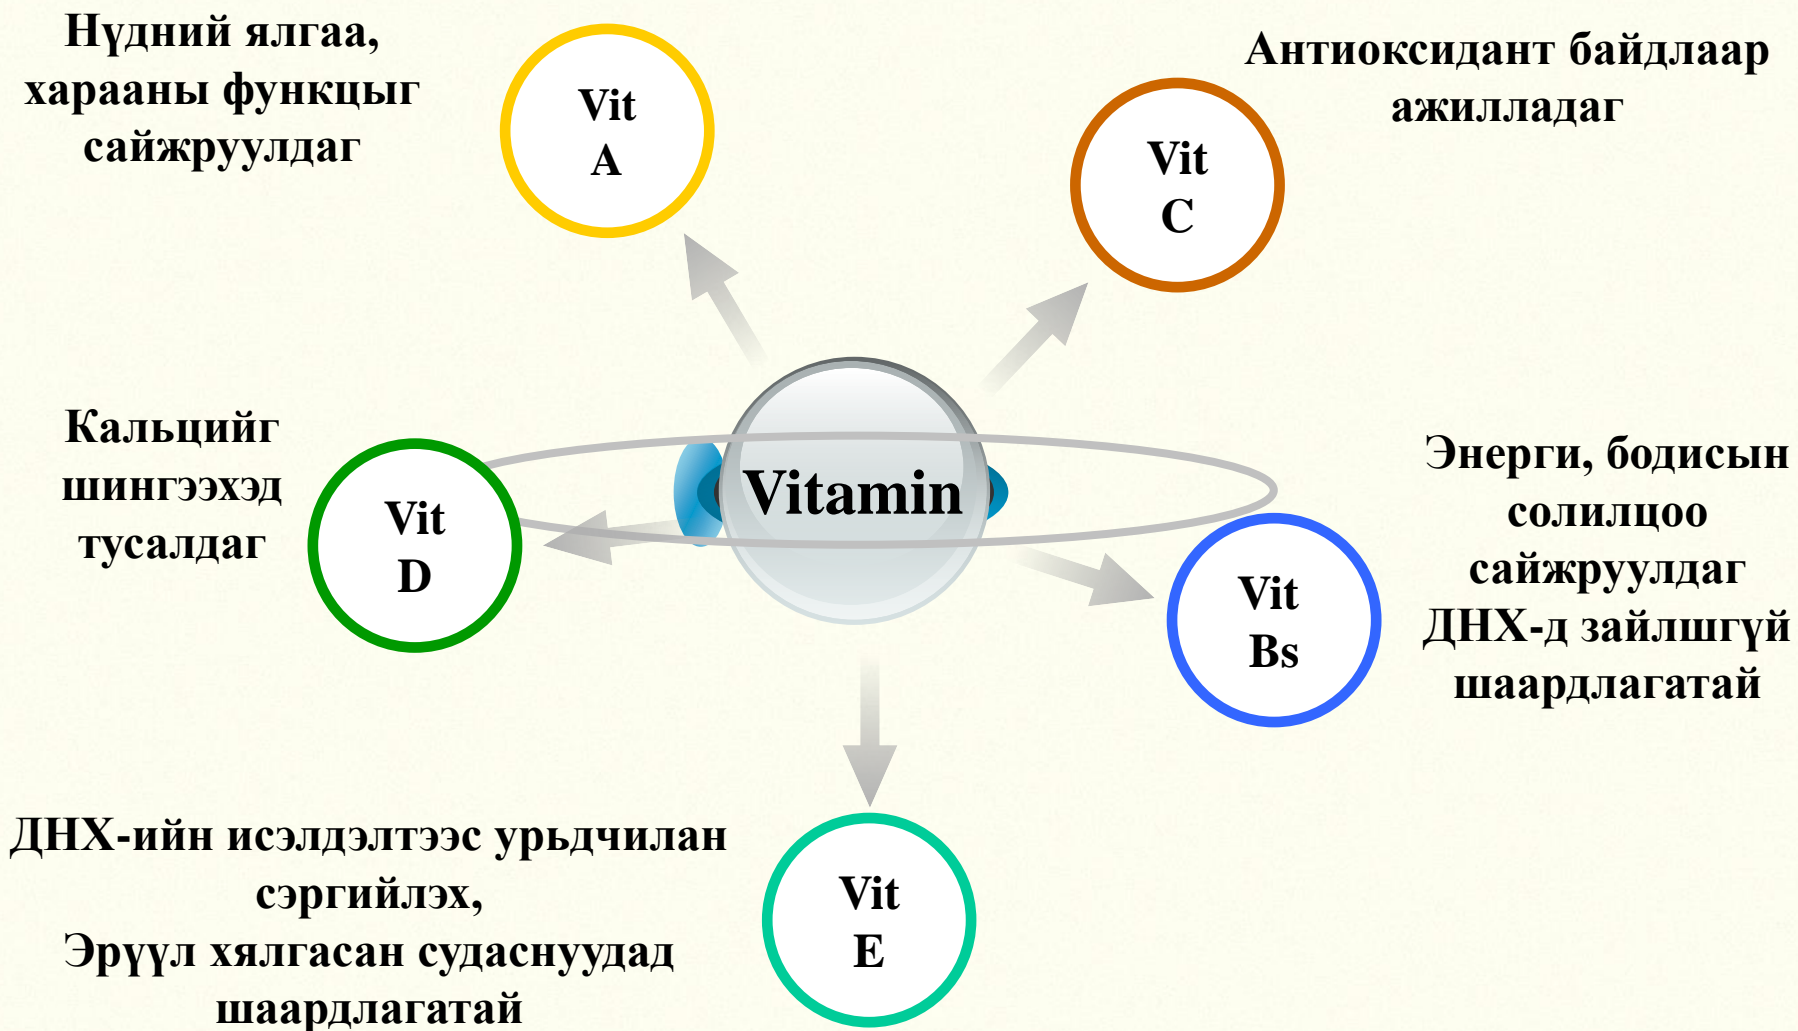 Нүдний ялгаа,
харааны функцыг
сайжруулдаг
Vit
A
Антиоксидант байдлаар
ажилладаг
Vit
C
Кальцийг
шингээхэд
тусалдаг
Vit
D
Vitamin
Энерги, бодисын
солилцоо
сайжруулдаг
ДНХ-д зайлшгүй
шаардлагатай
Vit
Bs
ДНХ-ийн исэлдэлтээс урьдчилан
сэргийлэх,
Эрүүл хялгасан судаснуудад
шаардлагатай
Vit
E